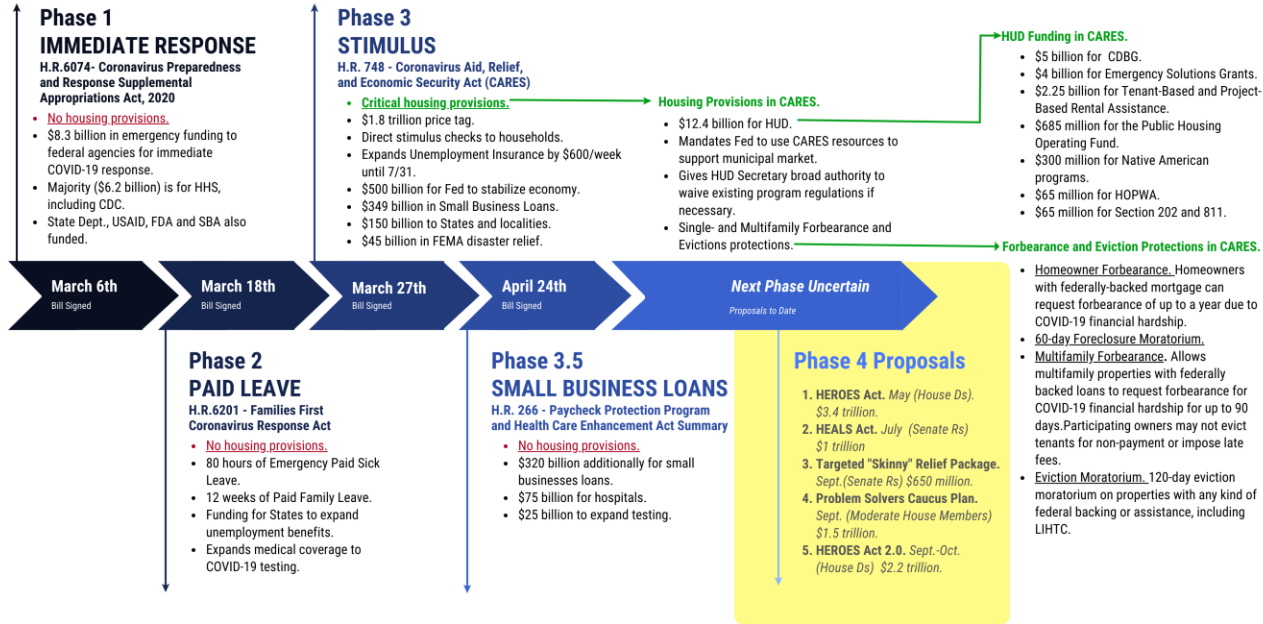 Phase 1
IMMEDIATE RESPONSE
H.R.6074- Coronavirus Preparedness
and Response Supplemental
Appropriations Act, 2020
• No housing provisions.
• $8.3 billion in emergency funding to
federal agencies for immediate
COVID-19 response.
• Majority ($6.2 billion) is for HHS,
including CDC.
• State Dept., USAID, FDA and SBA also
funded.
Phase 3
STIMULUS
H.R. 748 - Coronavirus Aid, Relief,
and Economic Security Act (CARES)
• Critical housing provisions.
• $1.8 trillion price tag.
• Direct stimulus checks to households.
• Expands Unemployment Insurance by $600/week
until 7/31.
• $500 billion for Fed to stabilize economy.
• $349 billion in Small Business Loans.
• $150 billion to States and localities.
• $45 billion in FEMA disaster relief.
Housing Provisions in CARES.
• $12.4 billion for HUD.
• Mandates Fed to use CARES resources to
support municipal market.
• Gives HUD Secretary broad authority to
waive existing program regulations if
necessary.
• Single- and Multifamily Forbearance and
Evictions protections.
HUD Funding in CARES.
• $5 billion for CDBG.
• $4 billion for Emergency Solutions Grants.
• $2.25 billion for Tenant-Based and Project-
Based Rental Assistance.
• $685 million for the Public Housing
Operating Fund.
• $300 million for Native American
programs.
• $65 million for HOPWA.
• $65 million for Section 202 and 811.
Forbearance and Eviction Protections in CARES.
• Homeowner Forbearance. Homeowners
with federally-backed mortgage can
request forbearance of up to a year due to
COVID-19 financial hardship.
• 60-day Foreclosure Moratorium.
• Multifamily Forbearance. Allows
multifamily properties with federally
backed loans to request forbearance for
COVID-19 financial hardship for up to 90
days.Participating owners may not evict
tenants for non-payment or impose late
fees.
• Eviction Moratorium. 120-day eviction
moratorium on properties with any kind of
federal backing or assistance, including
LIHTC.
March 6th
Bill Signed
March 18th
Bill Signed
March 27th
Bill Signed
April 24th
Bill Signed
Next Phase Uncertain
Proposals to Date
Phase 2
PAID LEAVE
H.R.6201 - Families First
Coronavirus Response Act
• No housing provisions.
• 80 hours of Emergency Paid Sick
Leave.
• 12 weeks of Paid Family Leave.
• Funding for States to expand
unemployment benefits.
• Expands medical coverage to
COVID-19 testing.
Phase 3.5
SMALL BUSINESS LOANS
H.R. 266 - Paycheck Protection Program
and Health Care Enhancement Act Summary
• No housing provisions.
• $320 billion additionally for small
businesses loans.
• $75 billion for hospitals.
• $25 billion to expand testing.
Phase 4 Proposals
1. HEROES Act. May (House Ds).
$3.4 trillion.
2. HEALS Act. July (Senate Rs)
$1 trillion
3. Targeted "Skinny" Relief Package.
Sept.(Senate Rs) $650 million.
4. Problem Solvers Caucus Plan.
Sept. (Moderate House Members)
$1.5 trillion.
5. HEROES Act 2.0. Sept.-Oct.
(House Ds) $2.2 trillion.